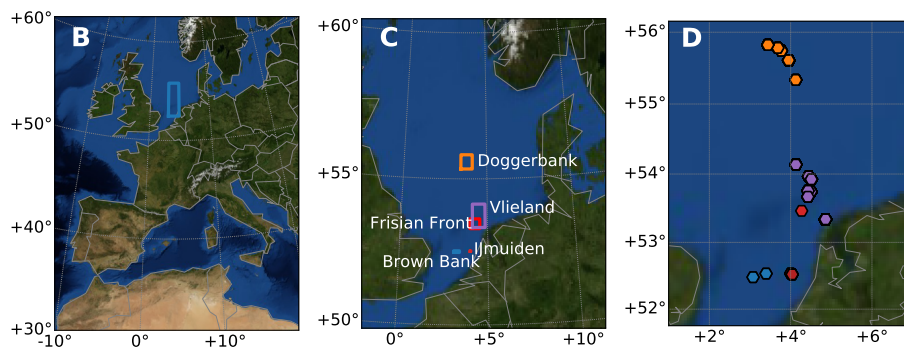 B
+60°
+50°
+40°
+30°
-10°
0°
+10°
C
+60°
+55°
+50°
Doggerbank
Vlieland
Frisian Front
IJmuiden
Brown Bank
0°
+5°
+10°
D
+56°
+55°
+54°
+53°
+52°
+2°
+4°
+6°